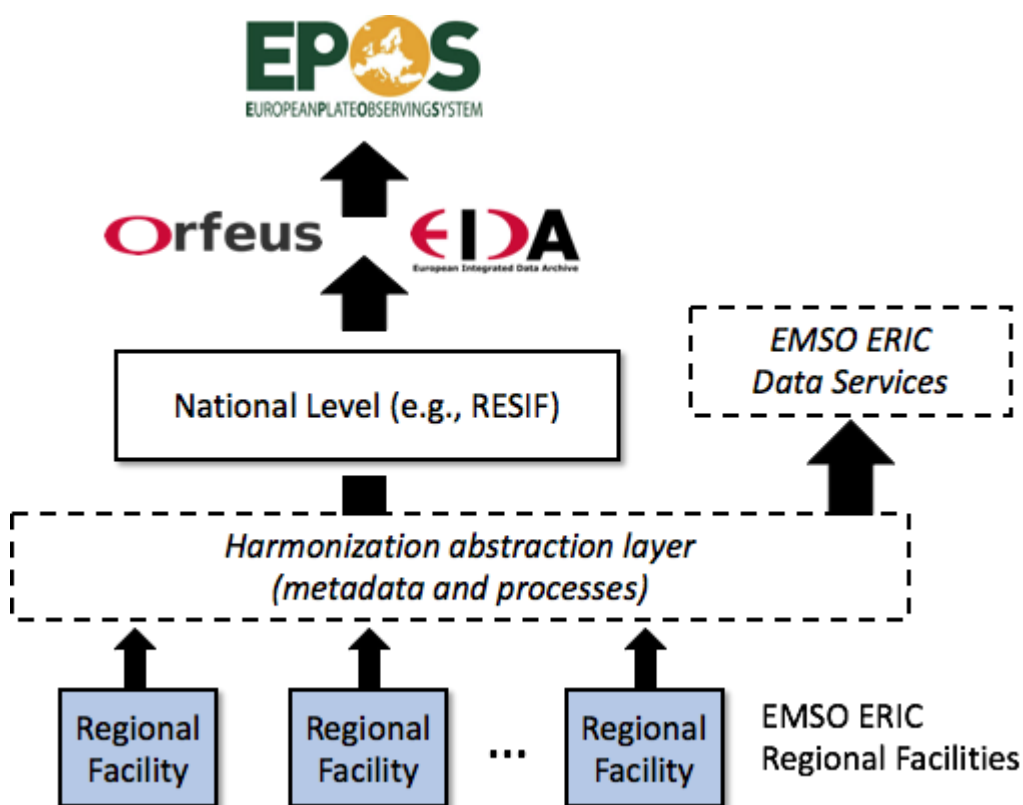 EPOS
EUROPEANPLATEOBSERVINGSYSTEM
Orfeus
EIDA
European Integrated Data Archive
EMSO ERIC
Data Services
National Level (e.g., RESIF)
Harmonization abstraction layer
(metadada and processes)
Regional
Facility
Regional
Facility
...
Regional
Facility
EMSO ERIC
Regional Facilities